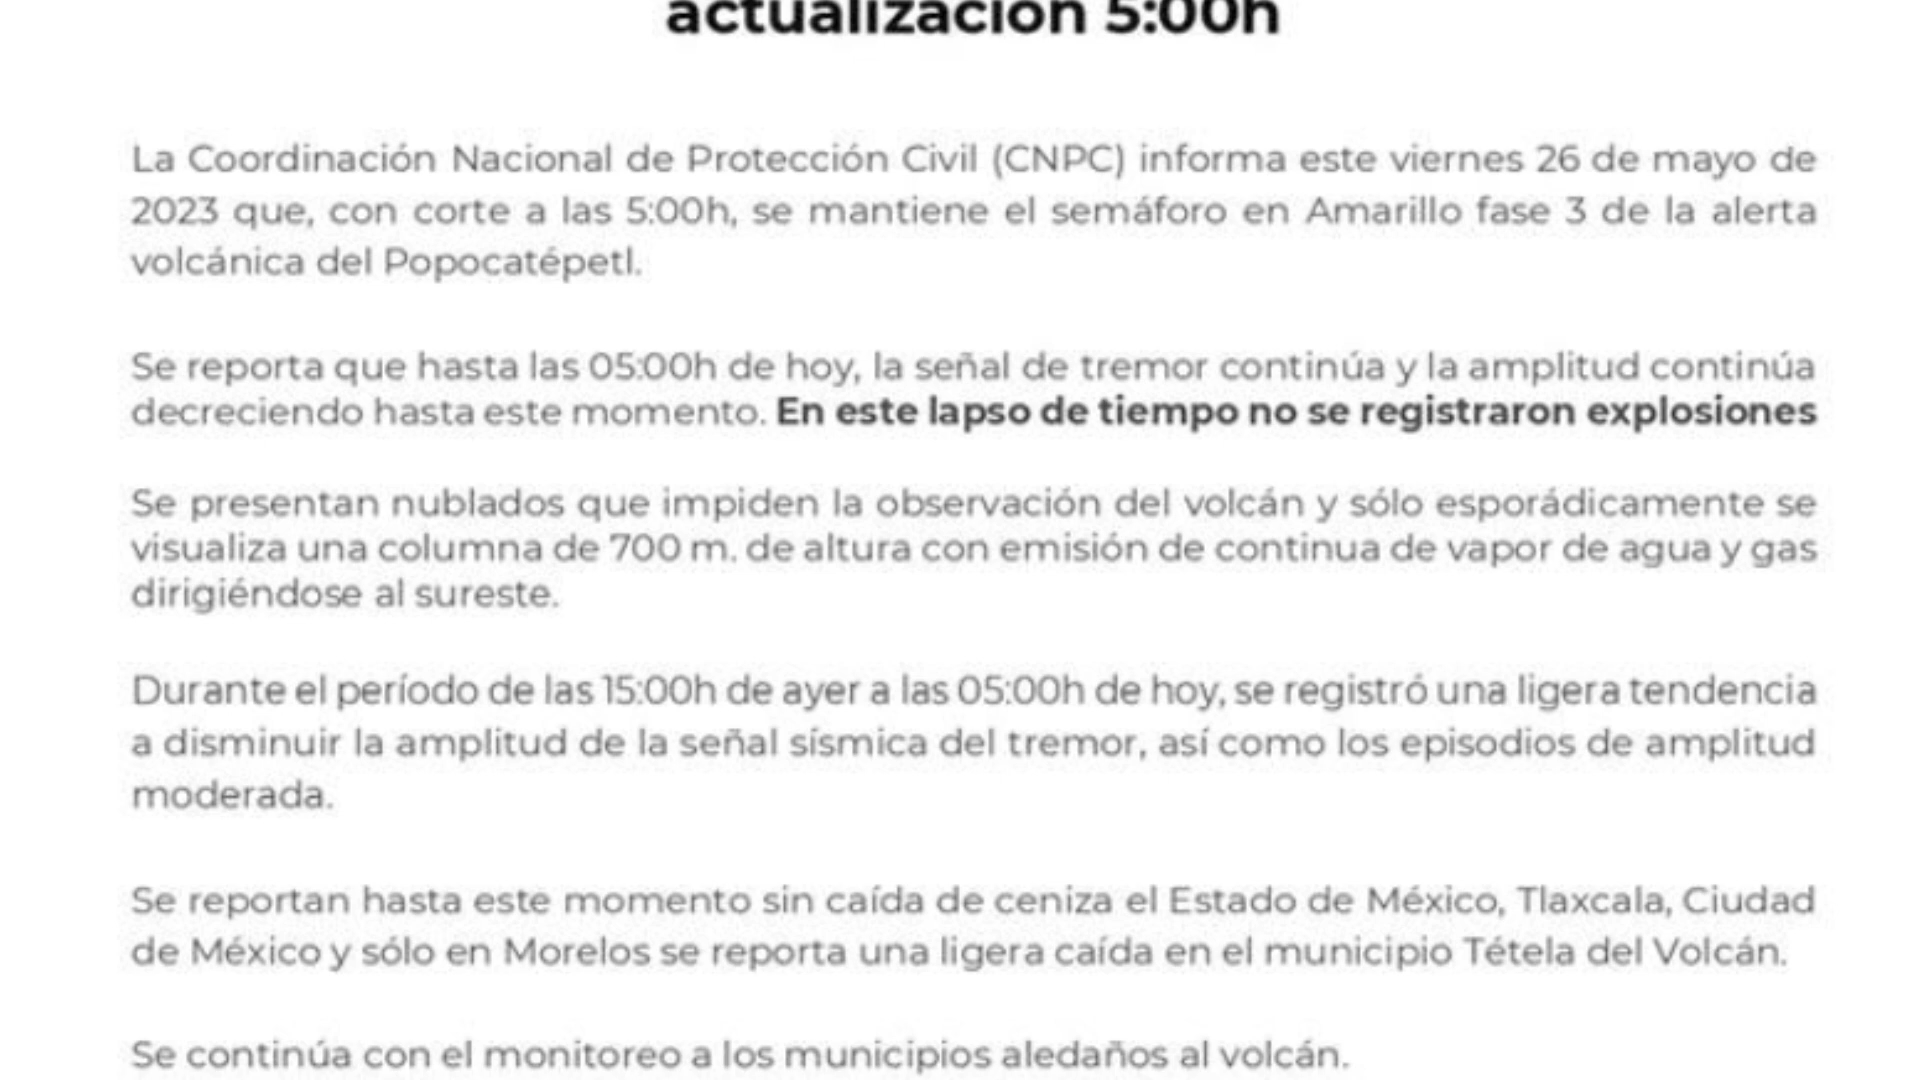 actualización 5:00h
La Coordinación Nacional de Protección Civil (CNPC) informa este viernes 26 de mayo de
2023 que, con corte a las 5:00h, se mantiene el semáforo en Amarillo fase 3 de la alerta
volcánica del Popocatépetl.
Se reporta que hasta las 05:00h de hoy, la señal de tremor continúa y la amplitud continúa
decreciendo hasta este momento. En este lapso de tiempo no se registraron explosiones
Se presentan nublados que impiden la observación del volcán y sólo esporádicamente se
visualiza una columna de 700 m. de altura con emisión de continua de vapor de agua y gas
dirigiéndose al sureste.
Durante el período de las 15:00h de ayer a las 05:00h de hoy, se registró una ligera tendencia
a disminuir la amplitud de la señal sísmica del tremor, así como los episodios de amplitud
moderada.
Se reportan hasta este momento sin caída de ceniza el Estado de México, Tlaxcala, Ciudad
de México y sólo en Morelos se reporta una ligera caída en el municipio Tétela del Volcán.
Se continúa con el monitoreo a los municipios aledaños al volcán.